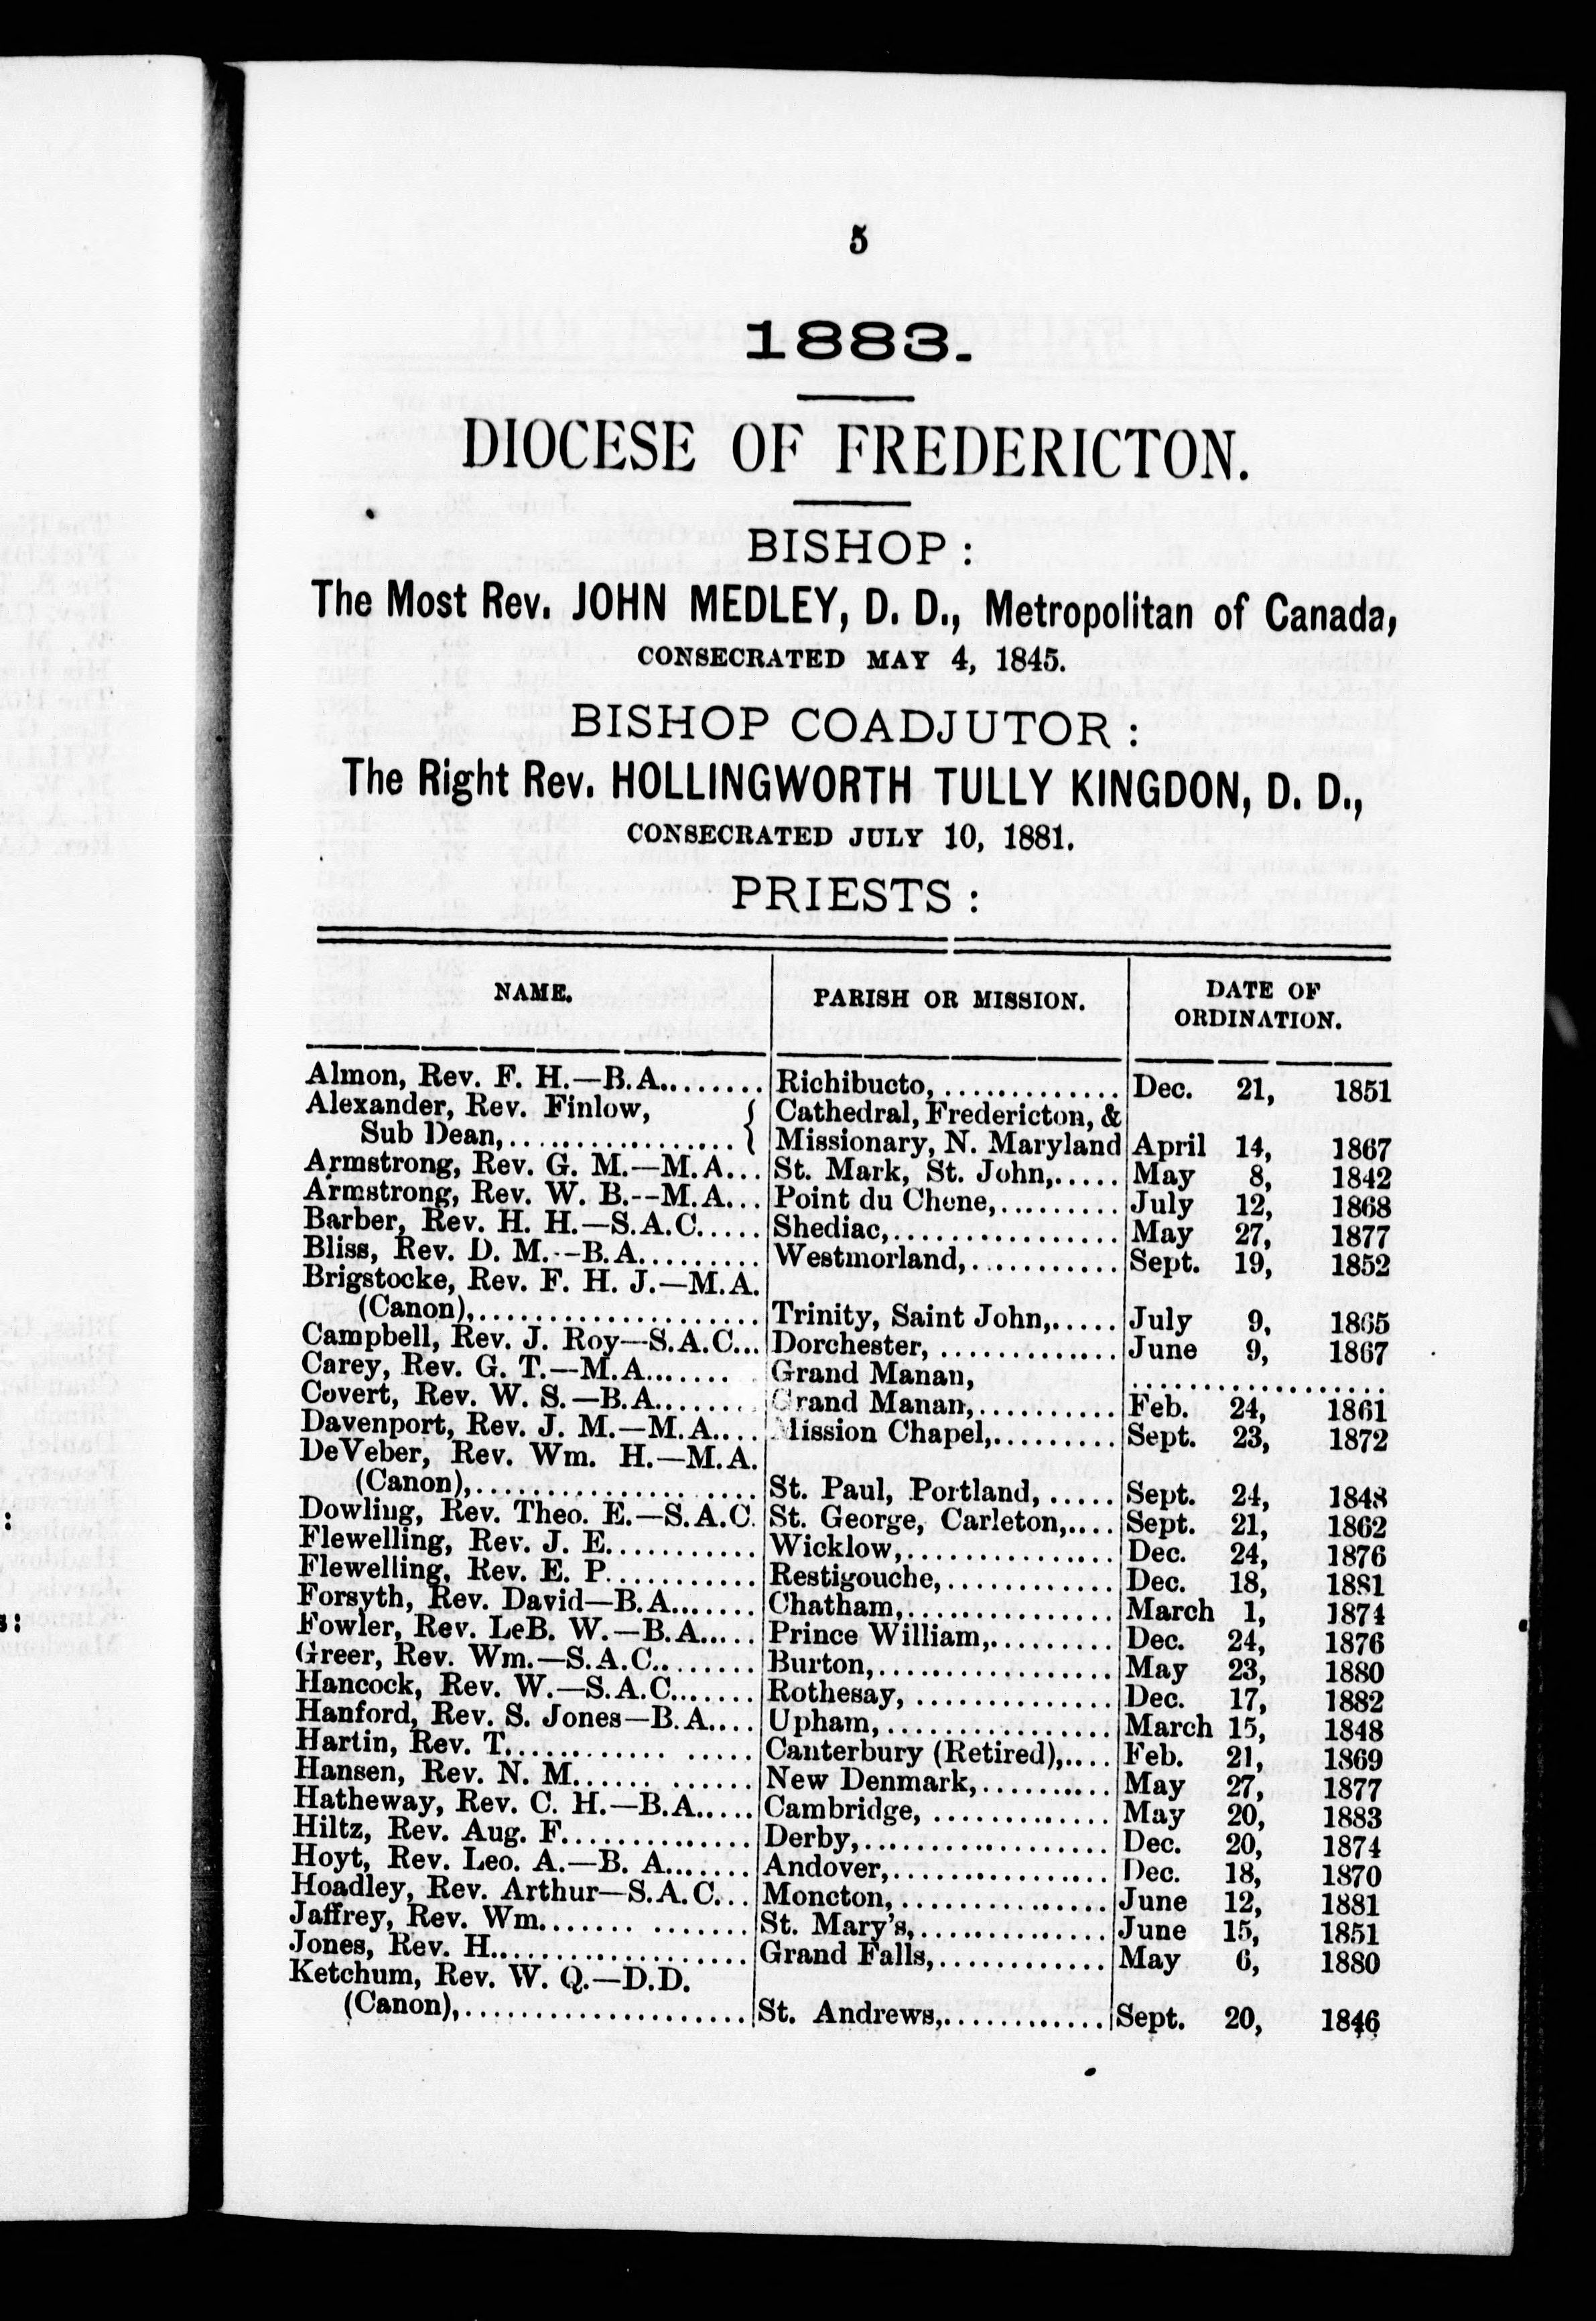 5
1883.
DIOCESE OF FREDERICTON.
BISHOP:
The Most Rev. JOHN MEDLEY, D. D., Metropolitan of Canada,
CONSECRATED MAY 4, 1845.
BISHOP COADJUTOR:
The Right Rev. HOLLINGWORTH TULLY KINGDON, D. D.,
CONSECRATED JULY 10, 1881.
PRIESTS:
NAME. PARISH OR MISSION. DATE OF ORDINATION.
Almon, Rev. F. H.—B.A......... Richibucto,.............. Dec. 21, 1851
Alexander, Rev. Finlow, { Cathedral, Fredericton, &
Sub Dean,................... { Missionary, N. Maryland April 14, 1867
Armstrong, Rev. G. M.—M.A... St. Mark, St. John,..... May 8, 1842
Armstrong, Rev. W. B.--M.A... Point du Chene,......... July 12, 1868
Barber, Rev. H. H.—S.A.C..... Shediac,................. May 27, 1877
Bliss, Rev. D. M.--B.A......... Westmorland,........... Sept. 19, 1852
Brigstocke, Rev. F. H. J.—M.A.
(Canon),...................... Trinity, Saint John,..... July 9, 1865
Campbell, Rev. J. Roy—S.A.C... Dorchester,............. June 9, 1867
Carey, Rev. G. T.—M.A....... . Grand Manan, ...................
Covert, Rev. W. S.—B.A....... . Grand Manan,.......... Feb. 24, 1861
Davenport, Rev. J. M.—M.A.... Mission Chapel,......... Sept. 23, 1872
DeVeber, Rev. Wm. H.—M.A.
(Canon),................. .... St. Paul, Portland,..... Sept. 24, 1848
Dowling, Rev. Theo. E.—S.A.C. St. George, Carleton,.... Sept. 21, 1862
Flewelling, Rev. J. E........... Wicklow,................ Dec. 24, 1876
Flewelling, Rev. E. P........... Restigouche,............. Dec. 18, 1881
Forsyth, Rev. David—B.A....... Chatham,................ March 1, 1874
Fowler, Rev. LeB. W.—B.A..... Prince William,......... Dec. 24, 1876
Greer, Rev. Wm.—S.A.C......... Burton,.................. May 23, 1880
Hancock, Rev. W.—S.A.C....... Rothesay,............... Dec. 17, 1882
Hanford, Rev. S. Jones—B.A.... Upham,................. March 15, 1848
Hartin, Rev. T............. ..... Canterbury (Retired),.... Feb. 21, 1869
Hansen, Rev. N. M...... ....... New Denmark,.......... May 27, 1877
Hatheway, Rev. C. H.—B.A..... Cambridge,............. May 20, 1883
Hiltz, Rev. Aug. F.............. Derby,................... Dec. 20, 1874
Hoyt, Rev. Leo. A.—B. A....... Andover,................ Dec. 18, 1870
Hoadley, Rev. Arthur—S.A.C... Moncton,................ June 12, 1881
Jaffrey, Rev. Wm....... ........ St. Mary's,.............. June 15, 1851
Jones, Rev. H................... Grand Falls,............. May 6, 1880
Ketchum, Rev. W. Q.—D.D.
(Canon),..................... St. Andrews,............ Sept. 20, 1846